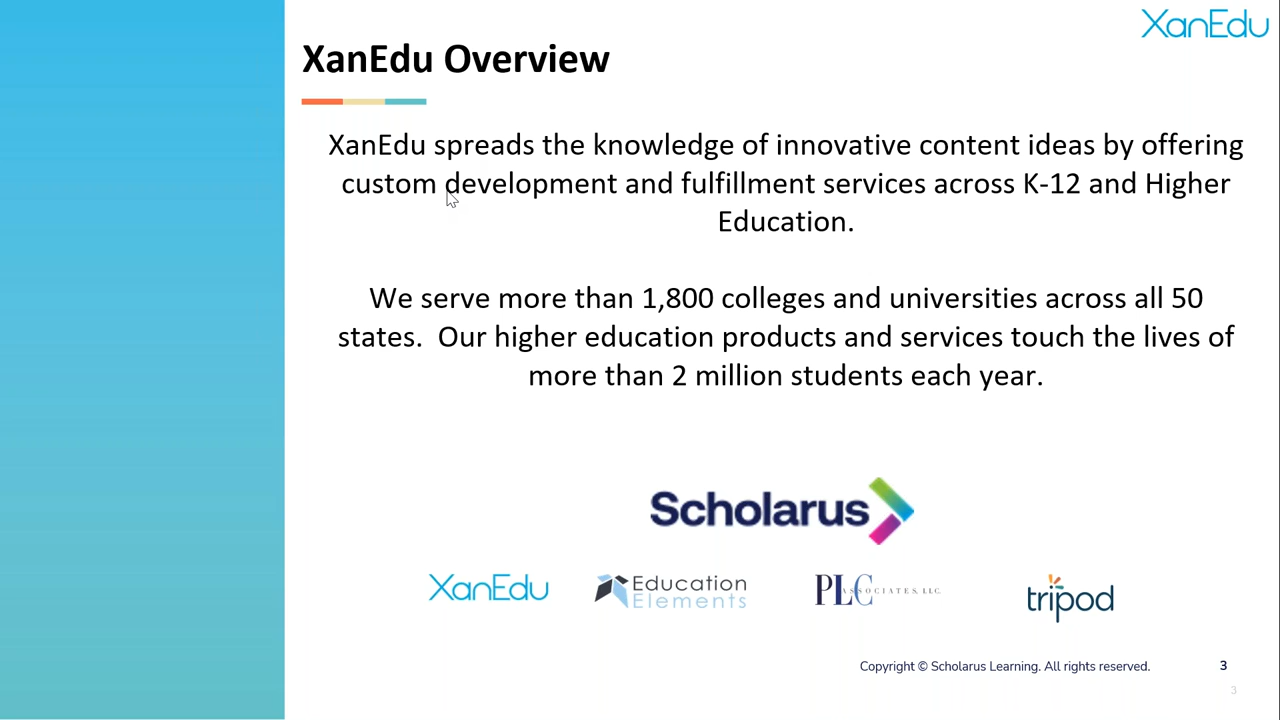 XanEdu
XanEdu Overview
XanEdu spreads the knowledge of innovative content ideas by offering
custom development and fulfillment services across K-12 and Higher
Education.
We serve more than 1,800 colleges and universities across all 50
states.  Our higher education products and services touch the lives of
more than 2 million students each year.
Scholarus
XanEdu
Education
Elements
PLC ASSOCIATES, LLC
tripod
Copyright © Scholarus Learning. All rights reserved.
3
3